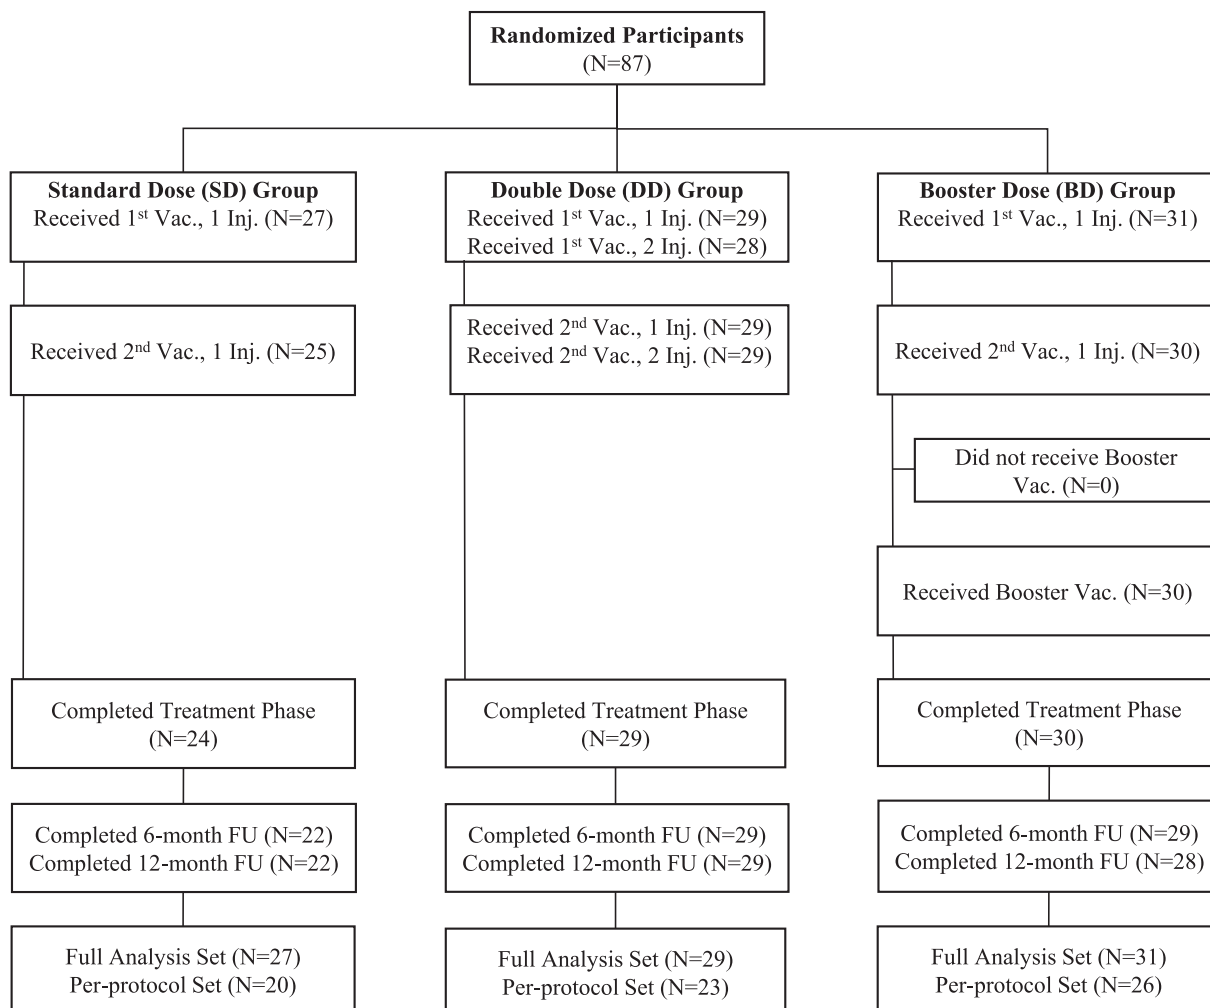 Randomized Participants
(N=87)
Standard Dose (SD) Group
Received 1st Vac., 1 Inj. (N=27)
Double Dose (DD) Group
Received 1st Vac., 1 Inj. (N=29)
Received 1st Vac., 2 Inj. (N=28)
Booster Dose (BD) Group
Received 1st Vac., 1 Inj. (N=31)
Received 2nd Vac., 1 Inj. (N=25)
Received 2nd Vac., 1 Inj. (N=29)
Received 2nd Vac., 2 Inj. (N=29)
Received 2nd Vac., 1 Inj. (N=30)
Did not receive Booster
Vac. (N=0)
Received Booster Vac. (N=30)
Completed Treatment Phase
(N=24)
Completed Treatment Phase
(N=29)
Completed Treatment Phase
(N=30)
Completed 6-month FU (N=22)
Completed 12-month FU (N=22)
Completed 6-month FU (N=29)
Completed 12-month FU (N=29)
Completed 6-month FU (N=29)
Completed 12-month FU (N=28)
Full Analysis Set (N=27)
Per-protocol Set (N=20)
Full Analysis Set (N=29)
Per-protocol Set (N=23)
Full Analysis Set (N=31)
Per-protocol Set (N=26)